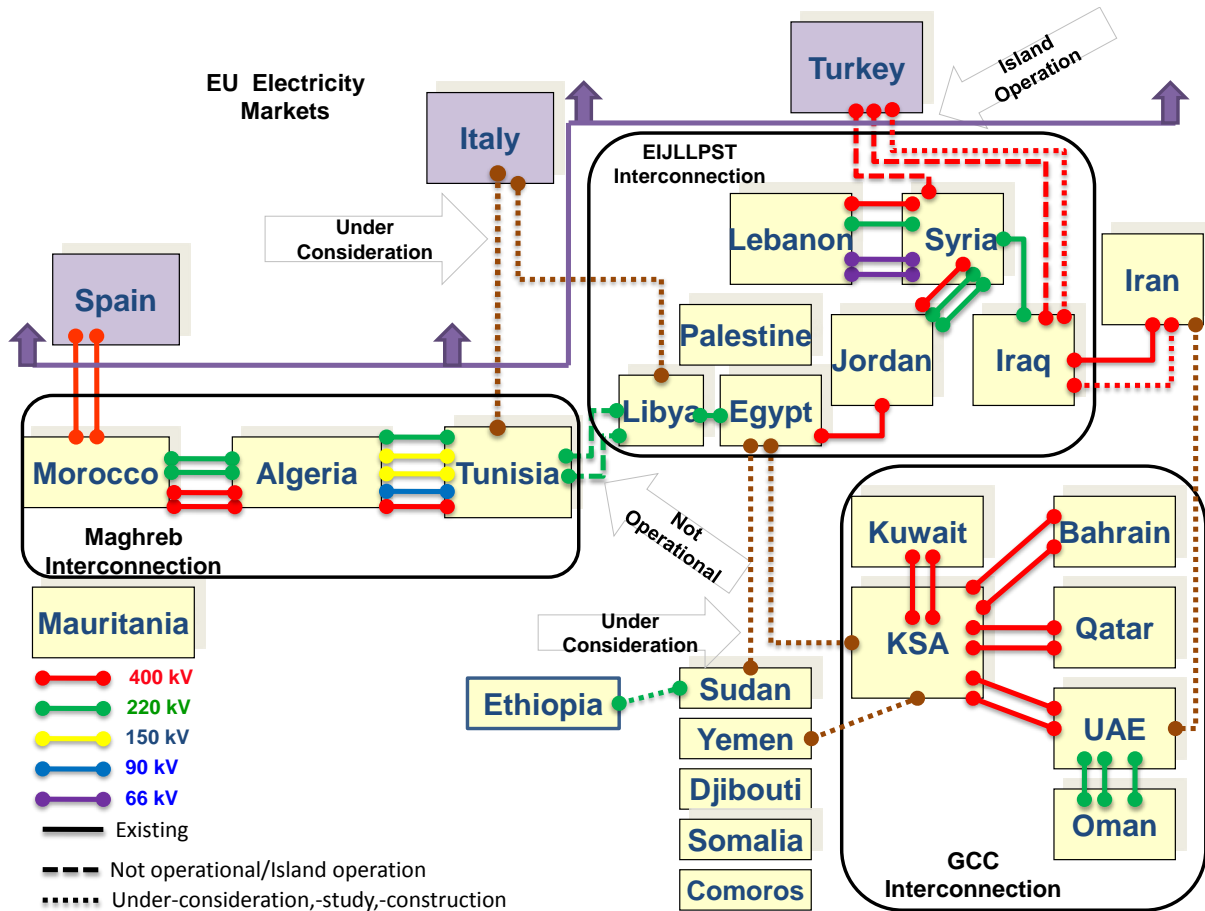 EU Electricity
Markets
Turkey
Island
Operation
Italy
EIJLLPST
Interconnection
Under
Consideration
Lebanon
Syria
Iran
Spain
Palestine
Jordan
Iraq
Libya
Egypt
Morocco
Algeria
Tunisia
Not
Operational
Maghreb
Interconnection
Kuwait
Bahrain
Mauritania
Under
Consideration
KSA
Qatar
400 kV
220 kV
150 kV
90 kV
66 kV
Existing
Not operational/Island operation
Under-consideration,-study,-construction
Ethiopia
Sudan
Yemen
Djibouti
Somalia
Comoros
UAE
Oman
GCC
Interconnection